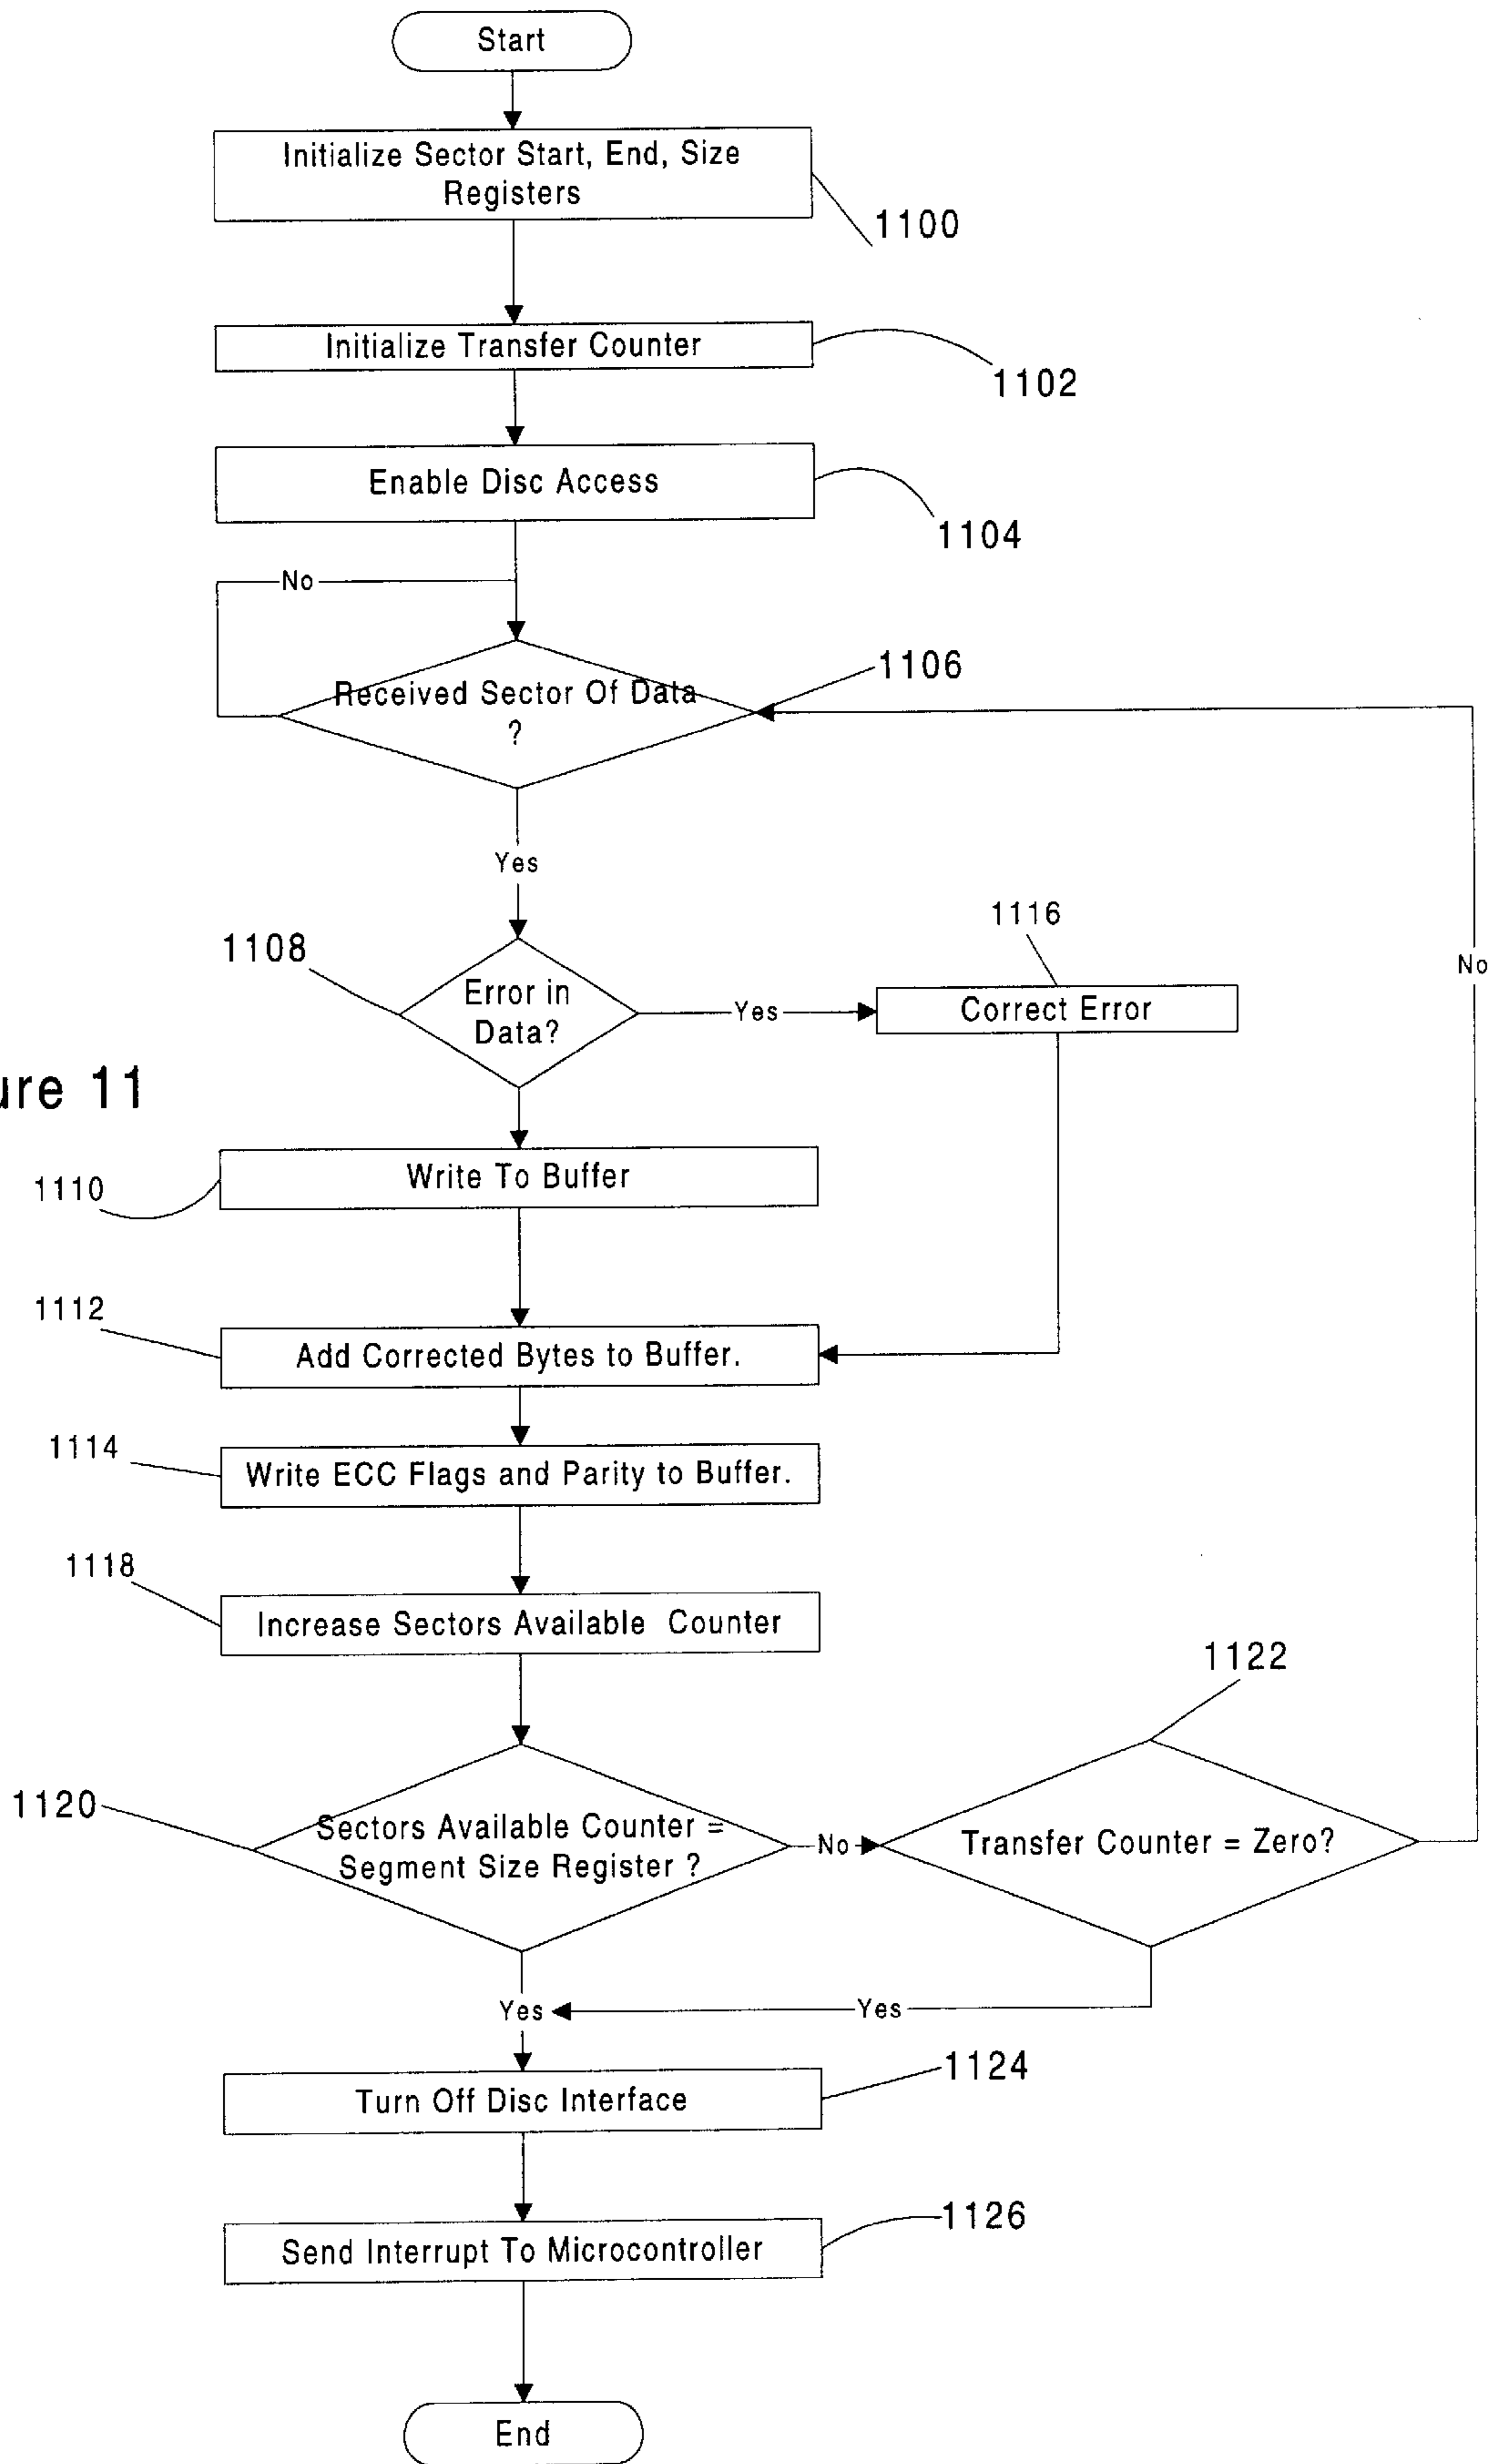 Start
Initialize Sector Start, End, Size
Registers
1100
Initialize Transfer Counter
1102
Enable Disc Access
1104
No
1106
Received Sector Of Data
?
Yes
1116
1108
No
Error in
Data?
Yes
Correct Error
ure 11
Write To Buffer
1110
1112
Add Corrected Bytes to Buffer.
1114
Write ECC Flags and Parity to Buffer.
1118
Increase Sectors Available Counter
1122
1120
Sectors Available Counter =
Segment Size Register ?
No
Transfer Counter = Zero?
Yes
Yes
1124
Turn Off Disc Interface
1126
Send Interrupt To Microcontroller
End